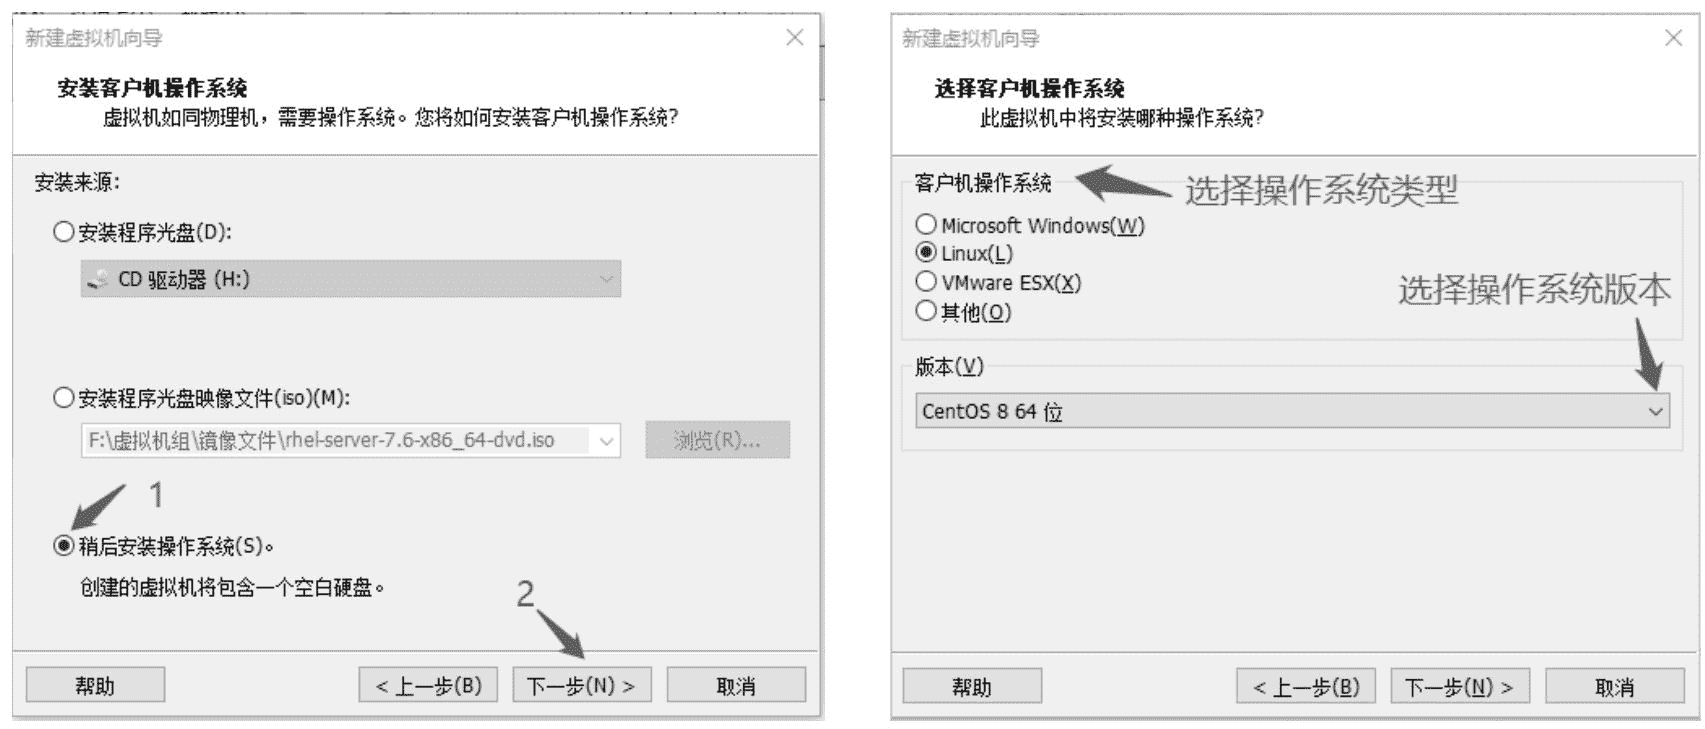 新建虚拟机向导
安装客户机操作系统
虚拟机如同物理机，需要操作系统。您将如何安装客户机操作系统?
安装来源:
安装程序光盘(D):
CD 驱动器 (H:)
安装程序光盘映像文件(iso)(M):
F:\虚拟机组\镜像文件\rhel-server-7.6-x86_64-dvd.iso
浏览(R)...
1
稍后安装操作系统(S)。
创建的虚拟机将包含一个空白硬盘。
2
帮助
< 上一步(B)
下一步(N) >
取消
新建虚拟机向导
选择客户机操作系统
此虚拟机中将安装哪种操作系统?
客户机操作系统
选择操作系统类型
Microsoft Windows(W)
Linux(L)
VMware ESX(X)
其他(O)
选择操作系统版本
版本(V)
CentOS 8 64 位
帮助
< 上一步(B)
下一步(N) >
取消